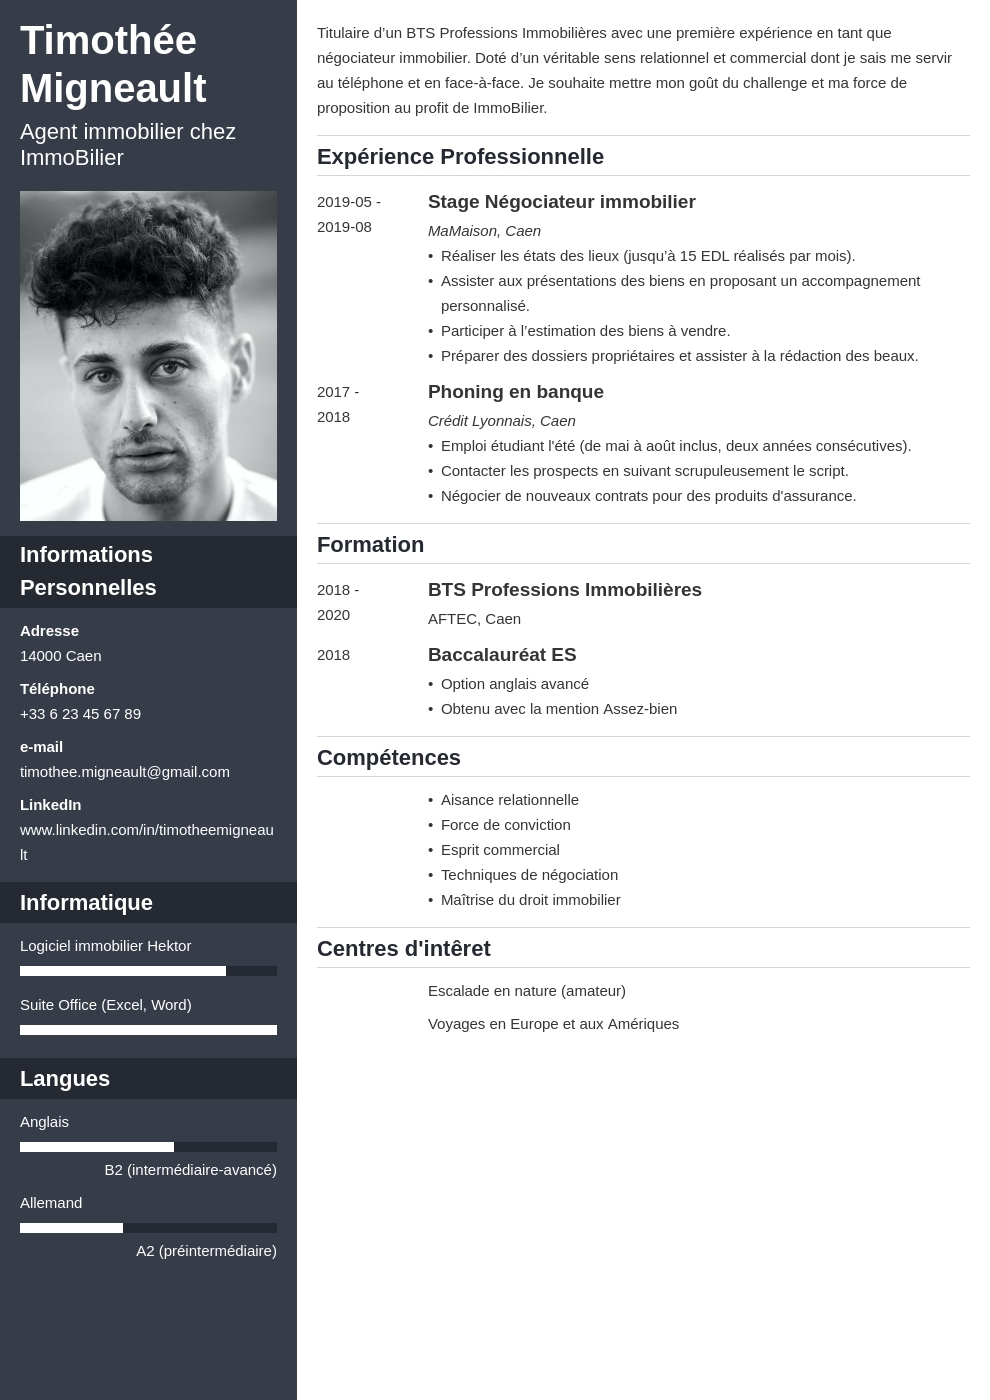 Timothée
Migneault
Agent immobilier chez
ImmoBilier
Informations
Personnelles
Adresse
14000 Caen
Téléphone
+33 6 23 45 67 89
e-mail
timothee.migneault@gmail.com
LinkedIn
www.linkedin.com/in/timotheemigneau
lt
Informatique
Logiciel immobilier Hektor
Suite Office (Excel, Word)
Langues
Anglais
B2 (intermédiaire-avancé)
Allemand
A2 (préintermédiaire)
Titulaire d’un BTS Professions Immobilières avec une première expérience en tant que
négociateur immobilier. Doté d’un véritable sens relationnel et commercial dont je sais me servir
au téléphone et en face-à-face. Je souhaite mettre mon goût du challenge et ma force de
proposition au profit de ImmoBilier.
Expérience Professionnelle
2019-05 -
2019-08
Stage Négociateur immobilier
MaMaison, Caen
• Réaliser les états des lieux (jusqu’à 15 EDL réalisés par mois).
• Assister aux présentations des biens en proposant un accompagnement
personnalisé.
• Participer à l’estimation des biens à vendre.
• Préparer des dossiers propriétaires et assister à la rédaction des beaux.
2017 -
2018
Phoning en banque
Crédit Lyonnais, Caen
• Emploi étudiant l'été (de mai à août inclus, deux années consécutives).
• Contacter les prospects en suivant scrupuleusement le script.
• Négocier de nouveaux contrats pour des produits d'assurance.
Formation
2018 -
2020
BTS Professions Immobilières
AFTEC, Caen
2018
Baccalauréat ES
• Option anglais avancé
• Obtenu avec la mention Assez-bien
Compétences
• Aisance relationnelle
• Force de conviction
• Esprit commercial
• Techniques de négociation
• Maîtrise du droit immobilier
Centres d'intêret
Escalade en nature (amateur)
Voyages en Europe et aux Amériques